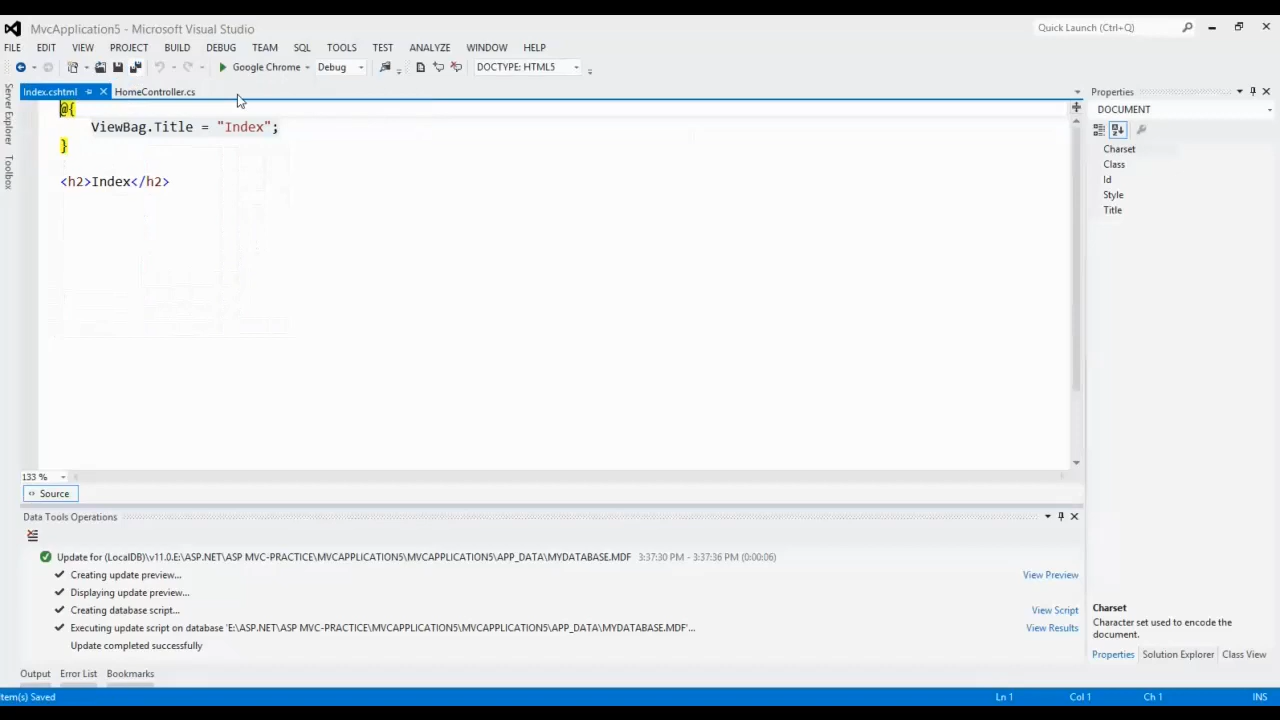 MvcApplication5 - Microsoft Visual Studio
Quick Launch (Ctrl+Q)
FILE EDIT VIEW PROJECT BUILD DEBUG TEAM SQL TOOLS TEST ANALYZE WINDOW HELP
Google Chrome Debug DOCTYPE: HTML5
Server Explorer
Toolbox
Index.cshtml HomeController.cs
@{
ViewBag.Title = "Index";
}
<h2>Index</h2>
133 %
Source
Properties
DOCUMENT
Charset
Class
Id
Style
Title
Charset
Character set used to encode the
document.
Properties Solution Explorer Class View
Data Tools Operations
Update for (LocalDB)\v11.0.E:\ASP.NET\ASP MVC-PRACTICE\MVCAPPLICATION5\MVCAPPLICATION5\APP_DATA\MYDATABASE.MDF 3:37:30 PM - 3:37:36 PM (0:00:06)
Creating update preview... View Preview
Displaying update preview...
Creating database script... View Script
Executing update script on database 'E:\ASP.NET\ASP MVC-PRACTICE\MVCAPPLICATION5\MVCAPPLICATION5\APP_DATA\MYDATABASE.MDF'... View Results
Update completed successfully
Output Error List Bookmarks
tem(s) Saved Ln 1 Col 1 Ch 1 INS